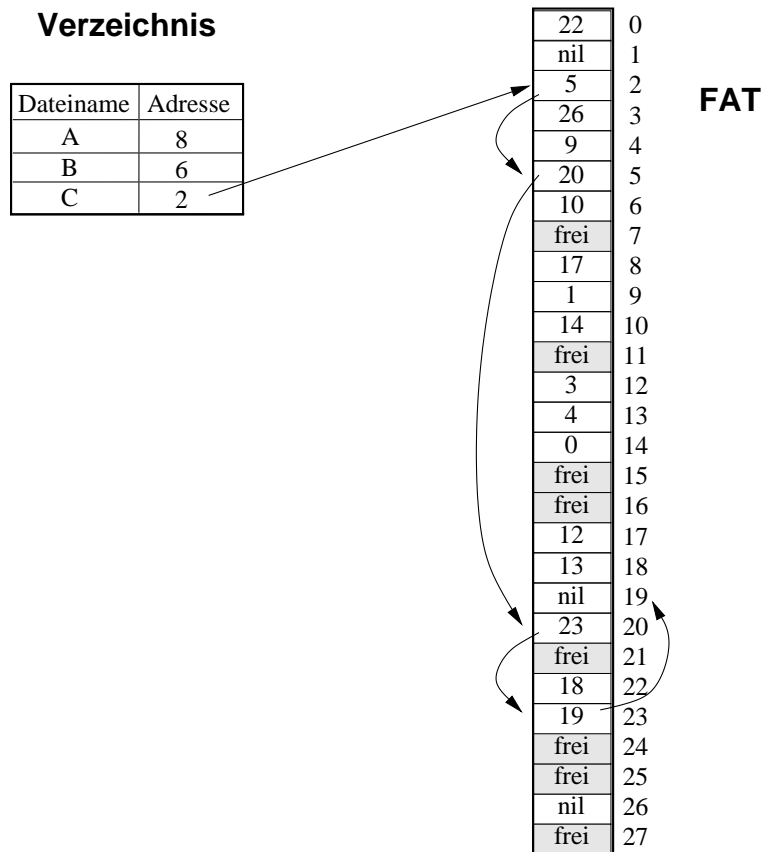 Verzeichnis
Dateiname Adresse
A 8
B 6
C 2
FAT
22 0
nil 1
5 2
26 3
9 4
20 5
10 6
frei 7
17 8
1 9
14 10
frei 11
3 12
4 13
0 14
frei 15
frei 16
12 17
13 18
nil 19
23 20
frei 21
18 22
19 23
frei 24
frei 25
nil 26
frei 27